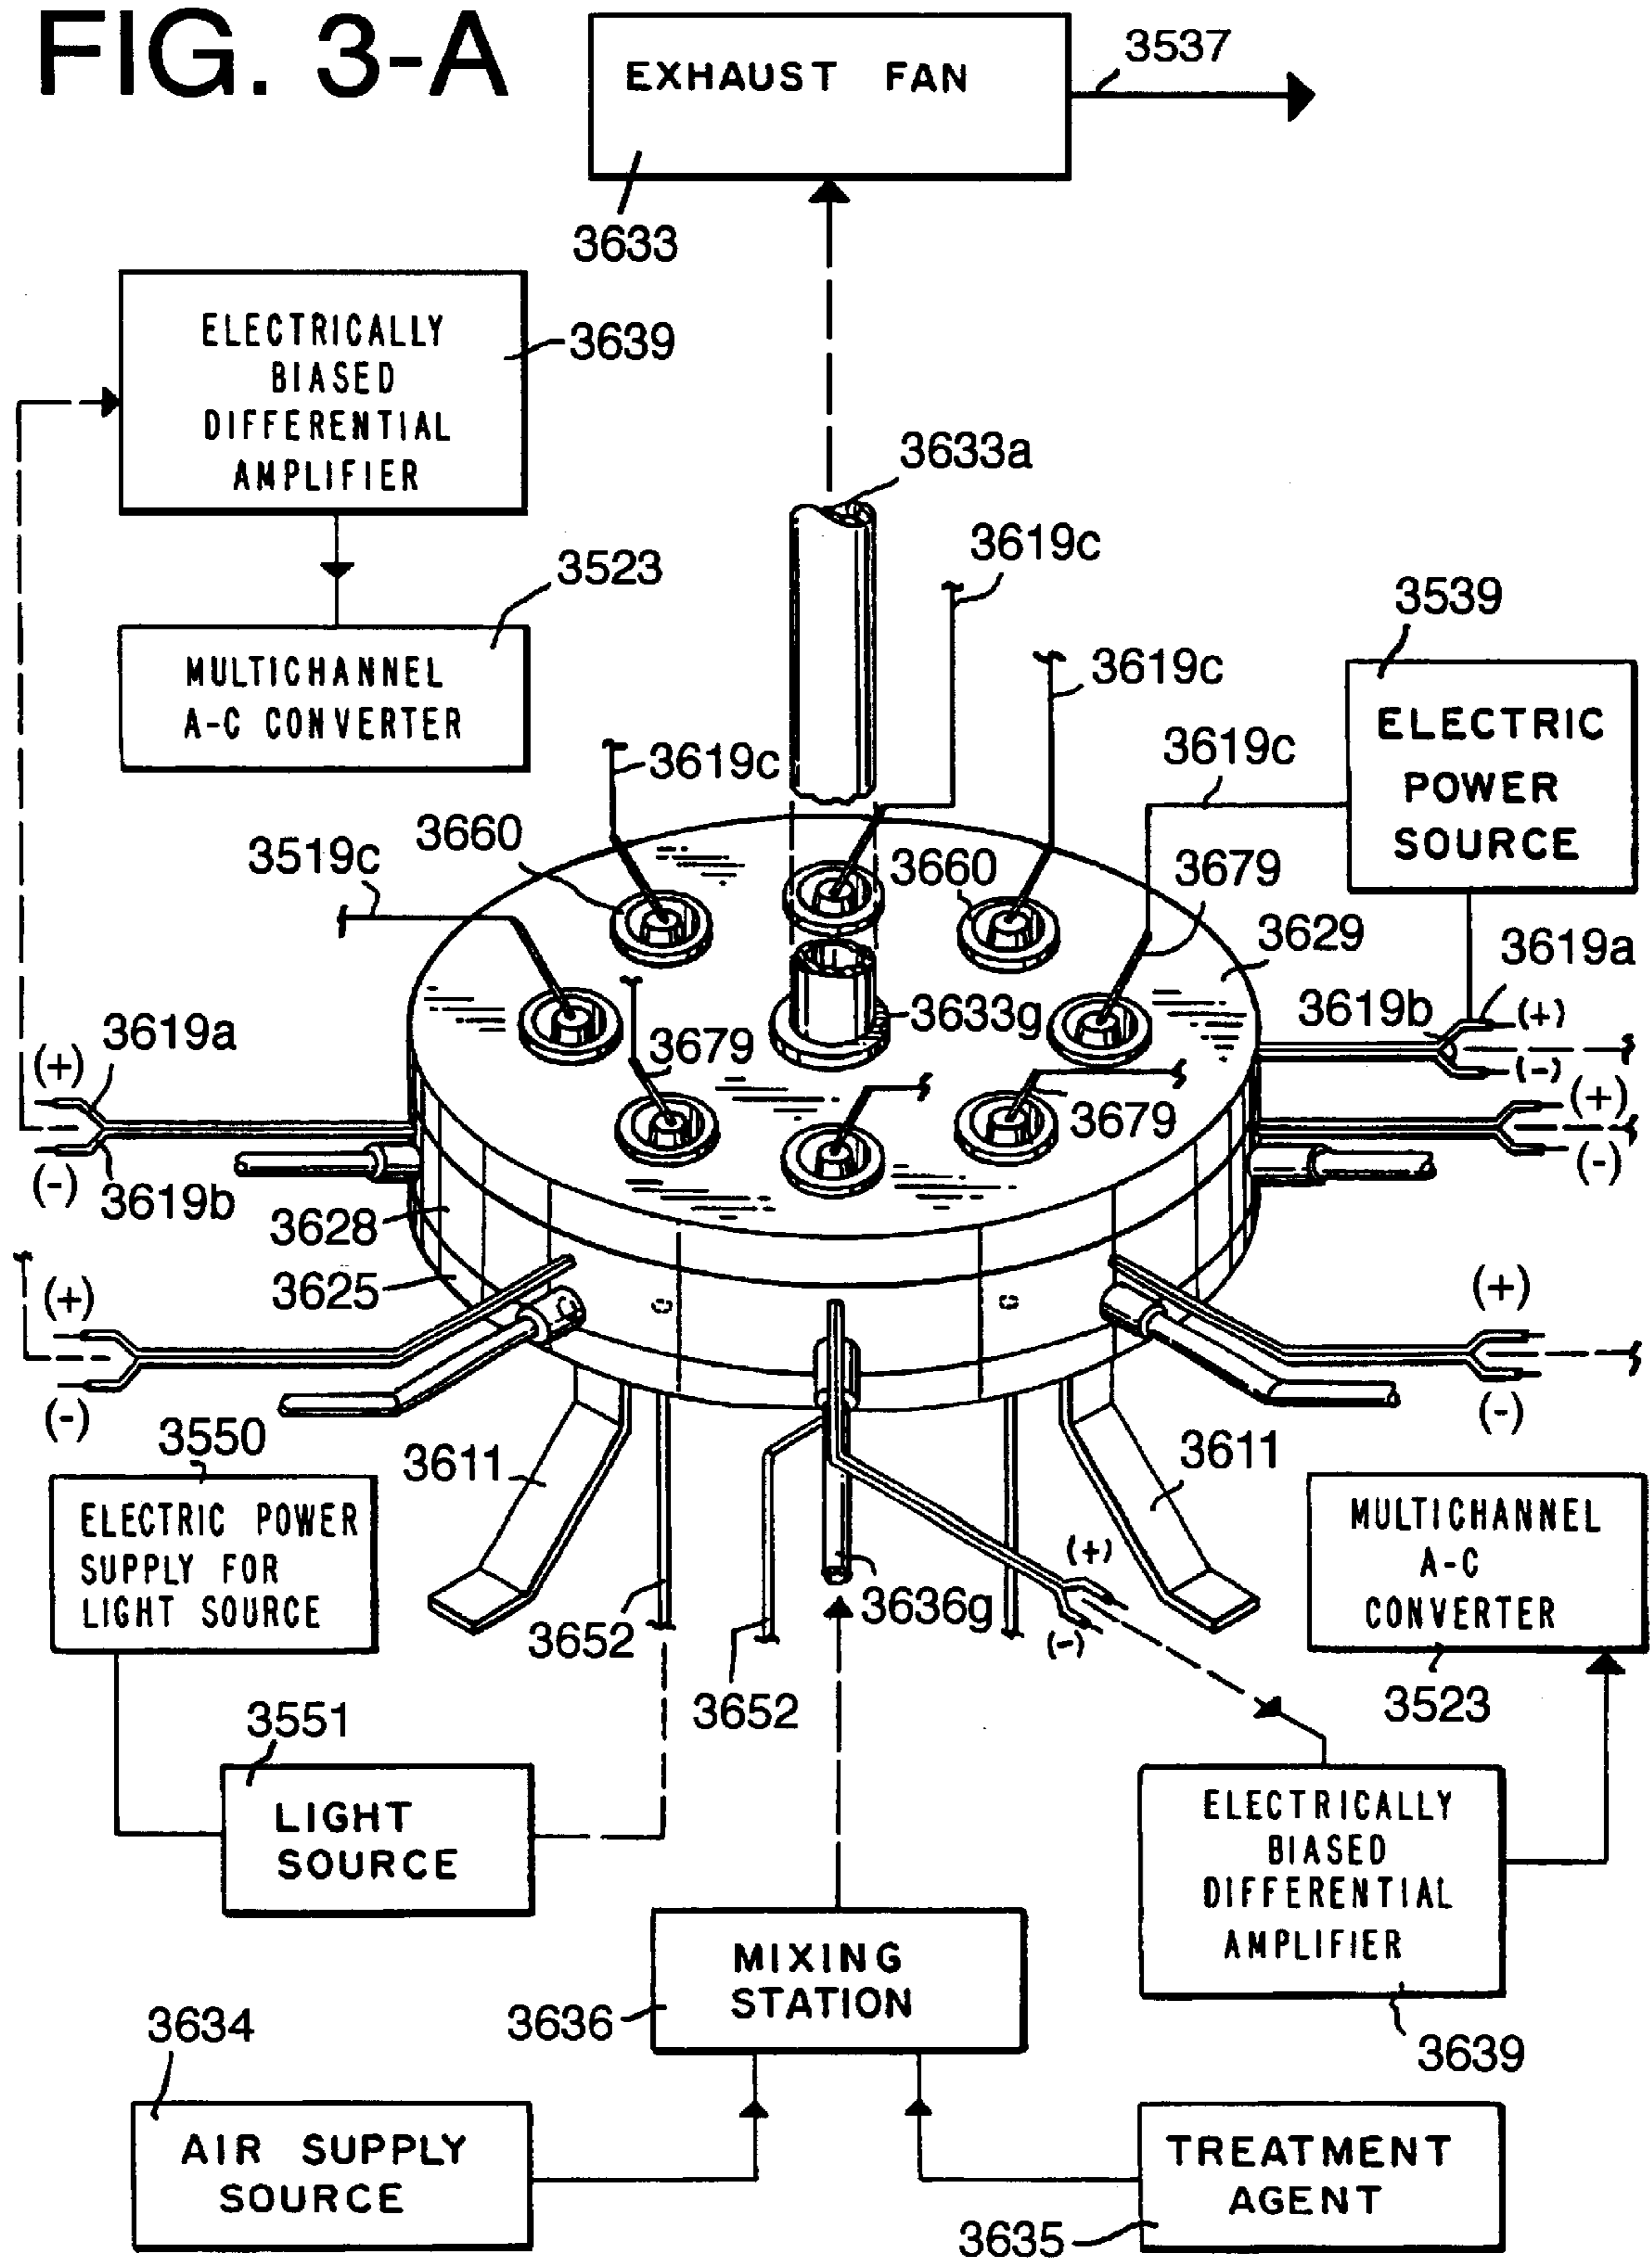 FIG. 3-A
EXHAUST FAN
3537
3633
ELECTRICALLY
BIASED
DIFFERENTIAL
AMPLIFIER
3639
3633a
3619c
3523
MULTICHANNEL
A-C CONVERTER
3539
ELECTRIC
POWER
SOURCE
3619c
3619c
3619c
3660
3519c
3660
3679
3629
3619a
3619b
(+)
(-)
3633g
3619a
(+)
3679
3679
(+)
(-)
(-)
3619b
3628
3625
(+)
(-)
(+)
(-)
3550
ELECTRIC POWER
SUPPLY FOR
LIGHT SOURCE
3611
3611
MULTICHANNEL
A-C
CONVERTER
(+)
3636g
(-)
3652
3652
3523
3551
LIGHT
SOURCE
ELECTRICALLY
BIASED
DIFFERENTIAL
AMPLIFIER
MIXING
STATION
3636
3639
3634
AIR SUPPLY
SOURCE
TREATMENT
AGENT
3635